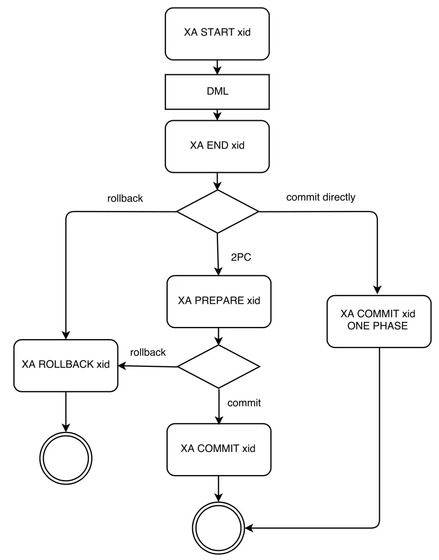 XA START xid
DML
XA END xid
rollback
commit directly
2PC
XA PREPARE xid
XA COMMIT xid
ONE PHASE
XA ROLLBACK xid
rollback
commit
XA COMMIT xid